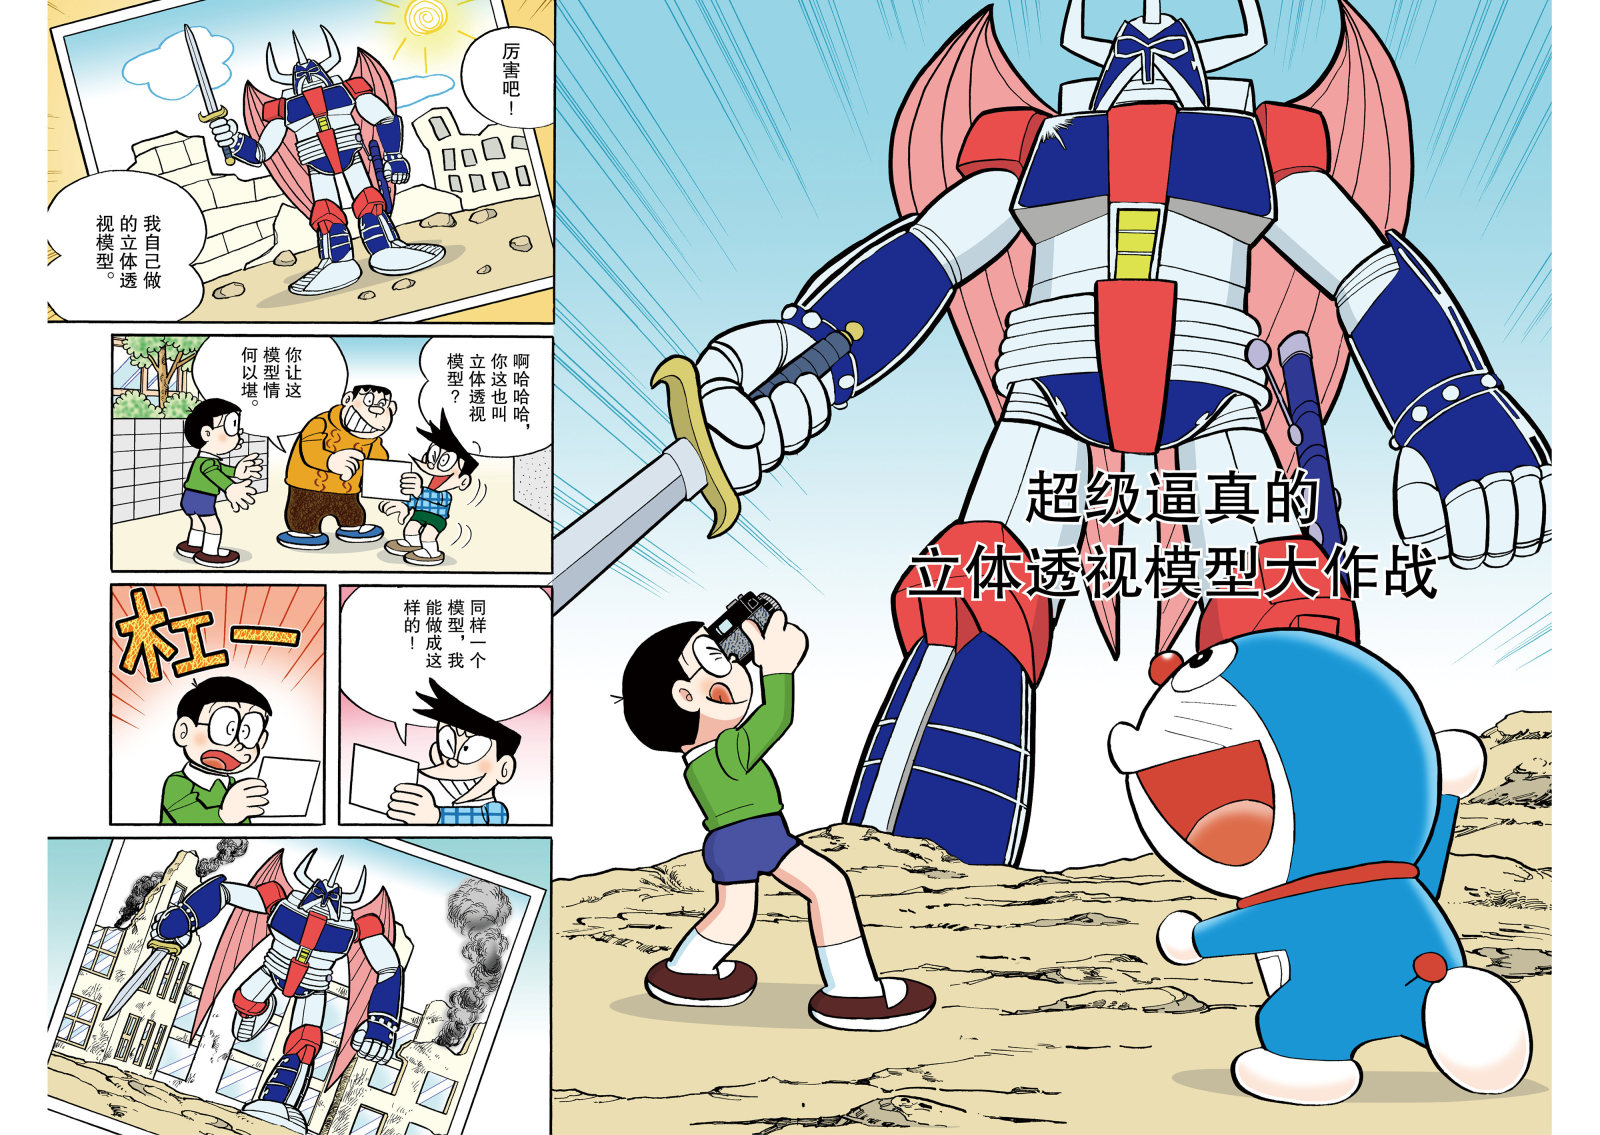 超级逼真的
立体透视模型大作战
厉害吧！
我自己做
的立体透
视模型。
啊哈哈哈，
你这也叫
立体透视
模型？
你让这
模型情
何以堪。
同样一个
模型，我
能做成这
样的！
杠一